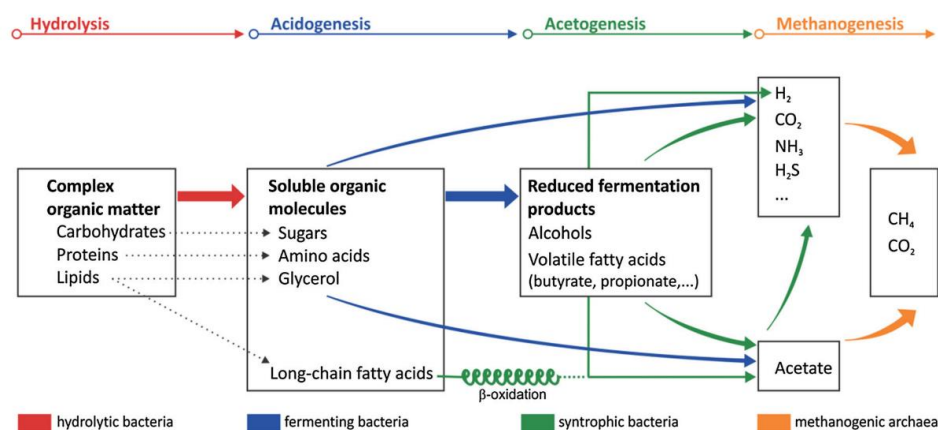 Hydrolysis
Acidogenesis
Acetogenesis
Methanogenesis
Complex
organic matter
Carbohydrates
Proteins
Lipids
Soluble organic
molecules
Sugars
Amino acids
Glycerol
Long-chain fatty acids
β-oxidation
Reduced fermentation
products
Alcohols
Volatile fatty acids
(butyrate, propionate,...)
H₂
CO₂
NH₃
H₂S
...
Acetate
CH₄
CO₂
hydrolytic bacteria
fermenting bacteria
syntrophic bacteria
methanogenic archaea